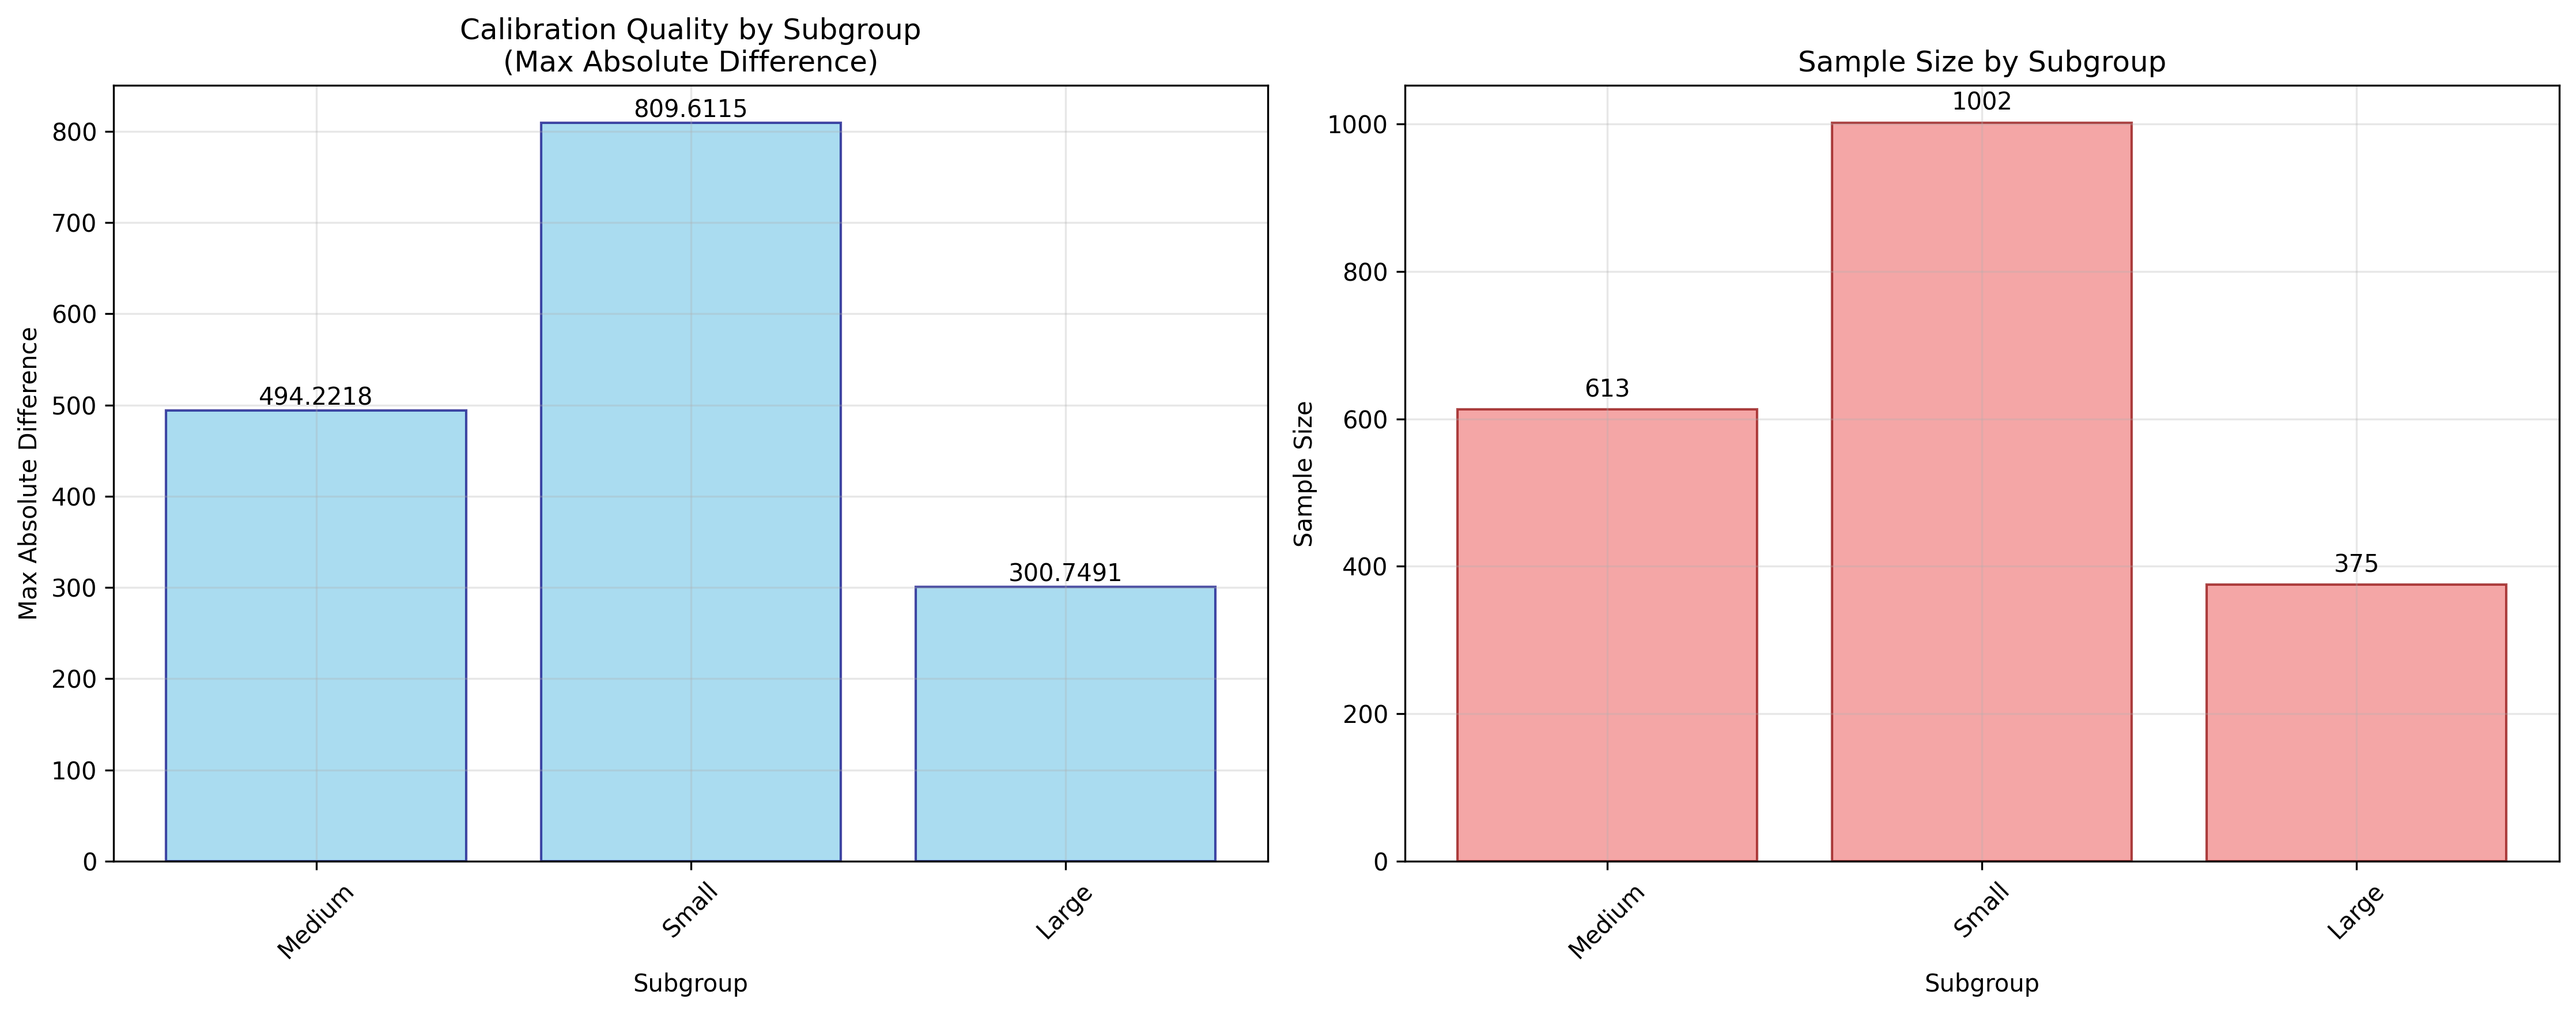 Calibration Quality by Subgroup
(Max Absolute Difference)
Max Absolute Difference
800
700
600
500
400
300
200
100
0
494.2218
809.6115
300.7491
Medium
Small
Large
Subgroup
Sample Size by Subgroup
Sample Size
1000
800
600
400
200
0
613
1002
375
Medium
Small
Large
Subgroup